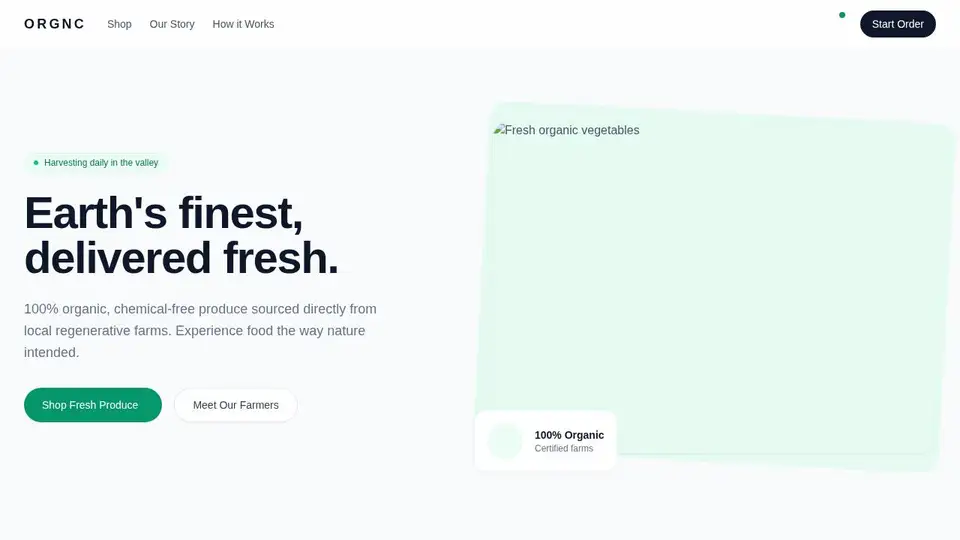 ORGNC
Shop
Our Story
How it Works
Start Order
Fresh organic vegetables
Harvesting daily in the valley
Earth's finest,
delivered fresh.
100% organic, chemical-free produce sourced directly from
local regenerative farms. Experience food the way nature
intended.
Shop Fresh Produce
Meet Our Farmers
100% Organic
Certified farms